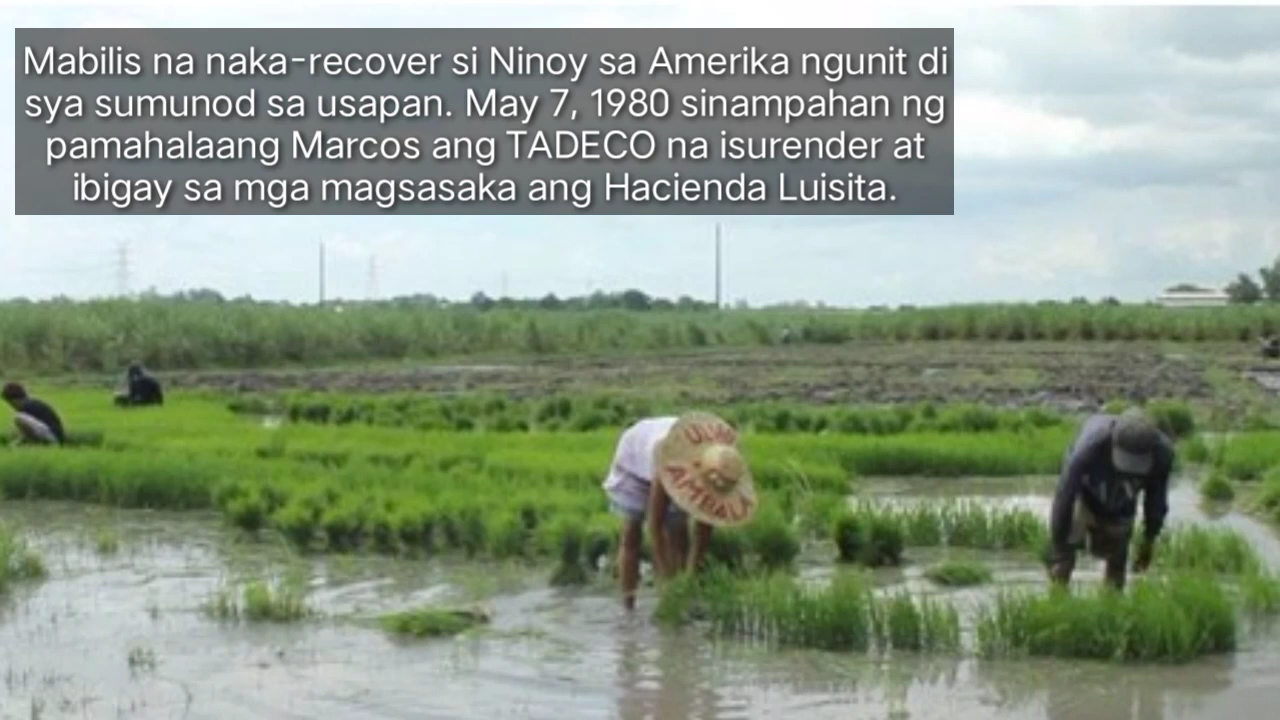 Mabilis na naka-recover si Ninoy sa Amerika ngunit di
sya sumunod sa usapan. May 7, 1980 sinampahan ng
pamahalaang Marcos ang TADECO na isurender at
ibigay sa mga magsasaka ang Hacienda Luisita.
AMBALA